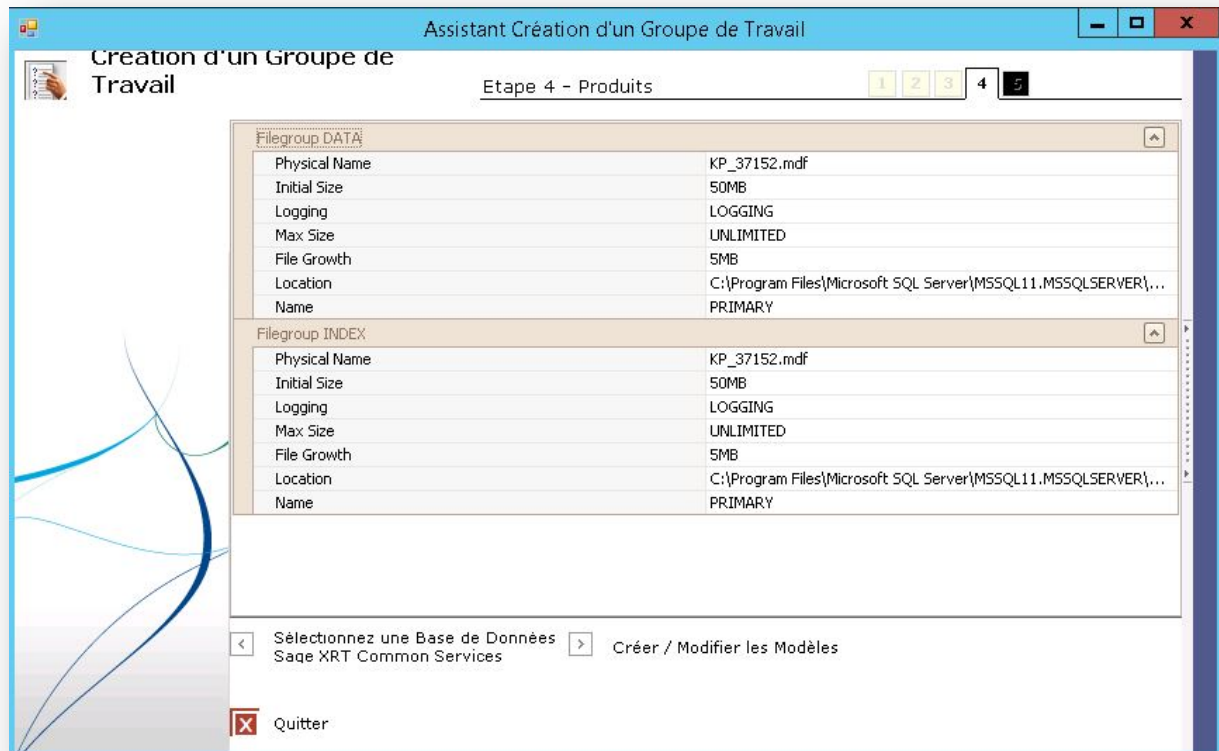 Assistant Création d'un Groupe de Travail
Création d'un Groupe de
Travail
Etape 4 - Produits
1 2 3 4 5
Filegroup DATA
Physical Name KP_37152.mdf
Initial Size 50MB
Logging LOGGING
Max Size UNLIMITED
File Growth 5MB
Location C:\Program Files\Microsoft SQL Server\MSSQL11.MSSQLSERVER\...
Name PRIMARY
Filegroup INDEX
Physical Name KP_37152.mdf
Initial Size 50MB
Logging LOGGING
Max Size UNLIMITED
File Growth 5MB
Location C:\Program Files\Microsoft SQL Server\MSSQL11.MSSQLSERVER\...
Name PRIMARY
Sélectionnez une Base de Données
Sage XRT Common Services
Créer / Modifier les Modèles
Quitter